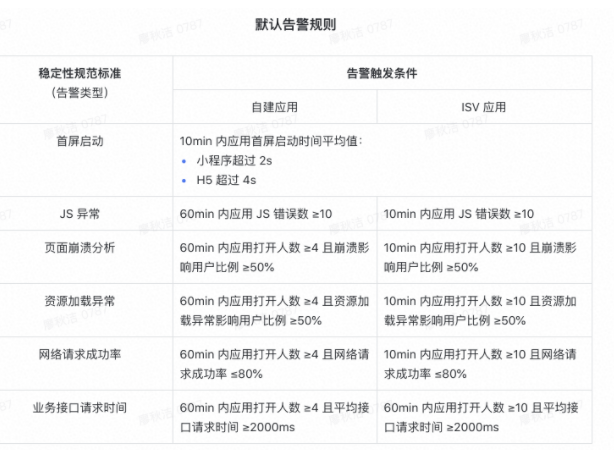 默认告警规则
稳定性规范标准
（告警类型）
告警触发条件
自建应用
ISV 应用
首屏启动
10min 内应用首屏启动时间平均值：
小程序超过 2s
H5 超过 4s
JS 异常
60min 内应用 JS 错误数 ≥10
10min 内应用 JS 错误数 ≥10
页面崩溃分析
60min 内应用打开人数 ≥4 且崩溃影
响用户比例 ≥50%
10min 内应用打开人数 ≥10 且崩溃影
响用户比例 ≥50%
资源加载异常
60min 内应用打开人数 ≥4 且资源加
载异常影响用户比例 ≥50%
10min 内应用打开人数 ≥10 且资源加
载异常影响用户比例 ≥50%
网络请求成功率
60min 内应用打开人数 ≥4 且网络请
求成功率 ≤80%
10min 内应用打开人数 ≥10 且网络请
求成功率 ≤80%
业务接口请求时间
60min 内应用打开人数 ≥4 且平均接
口请求时间 ≥2000ms
60min 内应用打开人数 ≥10 且平均接
口请求时间 ≥2000ms